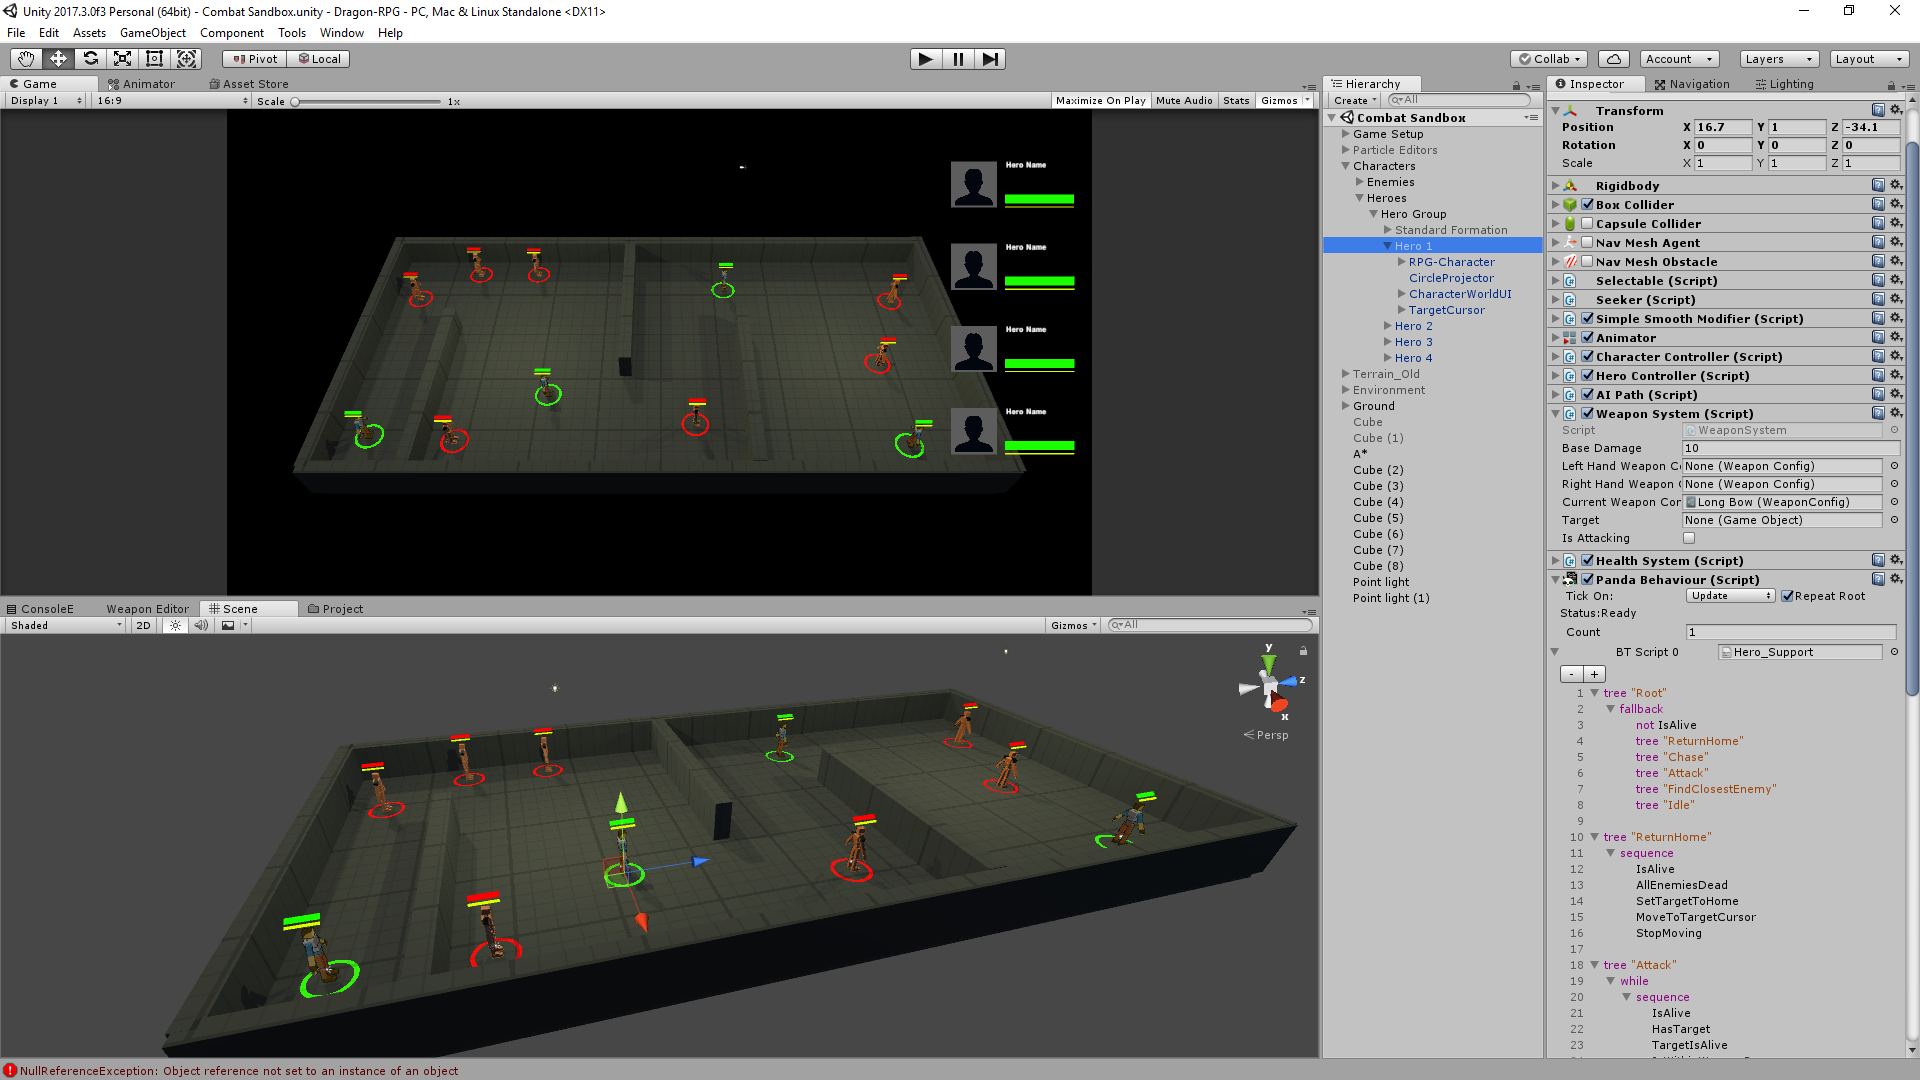 Unity 2017.3.0f3 Personal (64bit) - Combat Sandbox.unity - Dragon-RPG - PC, Mac & Linux Standalone <DX11>
File Edit Assets GameObject Component Tools Window Help
Pivot Local Collab Account Layers Layout
Game Animator Asset Store
Display 1 16:9 Scale 1x Maximize On Play Mute Audio Stats Gizmos
Hero Name
Hero Name
Hero Name
Hero Name
ConsoleE Weapon Editor Scene Project
Shaded 2D Gizmos All
y
z
x
Persp
NullReferenceException: Object reference not set to an instance of an object
Hierarchy
Create All
Combat Sandbox
Game Setup
Particle Editors
Characters
Enemies
Heroes
Hero Group
Standard Formation
Hero 1
RPG-Character
CircleProjector
CharacterWorldUI
TargetCursor
Hero 2
Hero 3
Hero 4
Terrain_Old
Environment
Ground
Cube
Cube (1)
A*
Cube (2)
Cube (3)
Cube (4)
Cube (5)
Cube (6)
Cube (7)
Cube (8)
Point light
Point light (1)
Inspector Navigation Lighting
Transform
Position X 16.7 Y 1 Z -34.1
Rotation X 0 Y 0 Z 0
Scale X 1 Y 1 Z 1
Rigidbody
Box Collider
Capsule Collider
Nav Mesh Agent
Nav Mesh Obstacle
Selectable (Script)
Seeker (Script)
Simple Smooth Modifier (Script)
Animator
Character Controller (Script)
Hero Controller (Script)
AI Path (Script)
Weapon System (Script)
Script WeaponSystem
Base Damage 10
Left Hand Weapon C None (Weapon Config)
Right Hand Weapon None (Weapon Config)
Current Weapon Con Long Bow (WeaponConfig)
Target None (Game Object)
Is Attacking
Health System (Script)
Panda Behaviour (Script)
Tick On: Update Repeat Root
Status:Ready
Count 1
BT Script 0 Hero_Support
- +
1 tree "Root"
2 fallback
3 not IsAlive
4 tree "ReturnHome"
5 tree "Chase"
6 tree "Attack"
7 tree "FindClosestEnemy"
8 tree "Idle"
9
10 tree "ReturnHome"
11 sequence
12 IsAlive
13 AllEnemiesDead
14 SetTargetToHome
15 MoveToTargetCursor
16 StopMoving
17
18 tree "Attack"
19 while
20 sequence
21 IsAlive
22 HasTarget
23 TargetIsAlive